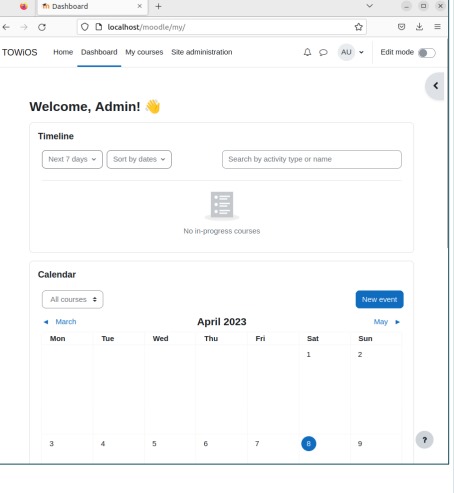 Dashboard
localhost/moodle/my/
TOWiOS Home Dashboard My courses Site administration AU Edit mode
Welcome, Admin!
Timeline
Next 7 days Sort by dates Search by activity type or name
No in-progress courses
Calendar
All courses New event
◄ March April 2023 May ►
Mon Tue Wed Thu Fri Sat Sun
1 2
3 4 5 6 7 8 9
?